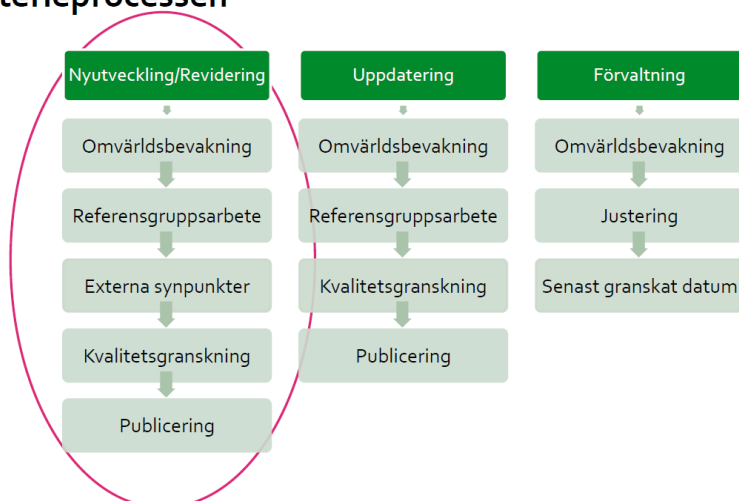 terieprocessen
Nyutveckling/Revidering
Omvärldsbevakning
Referensgruppsarbete
Externa synpunkter
Kvalitetsgranskning
Publicering
Uppdatering
Omvärldsbevakning
Referensgruppsarbete
Kvalitetsgranskning
Publicering
Förvaltning
Omvärldsbevakning
Justering
Senast granskat datum